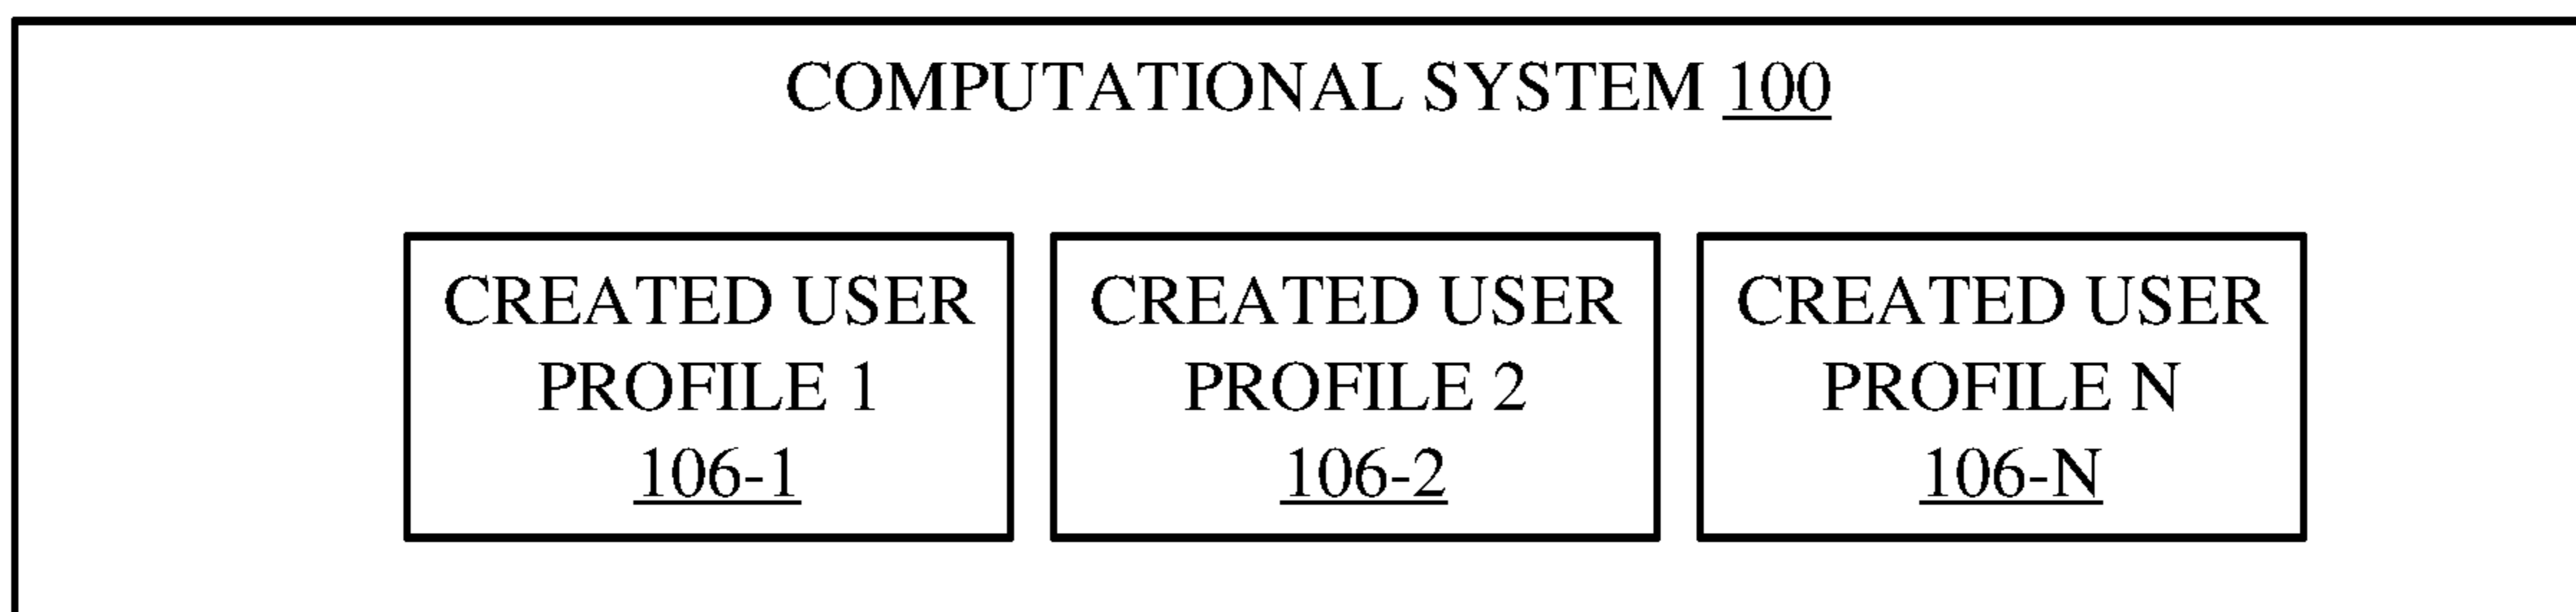 COMPUTATIONAL SYSTEM 100
CREATED USER
PROFILE 1
106-1
CREATED USER
PROFILE 2
106-2
CREATED USER
PROFILE N
106-N